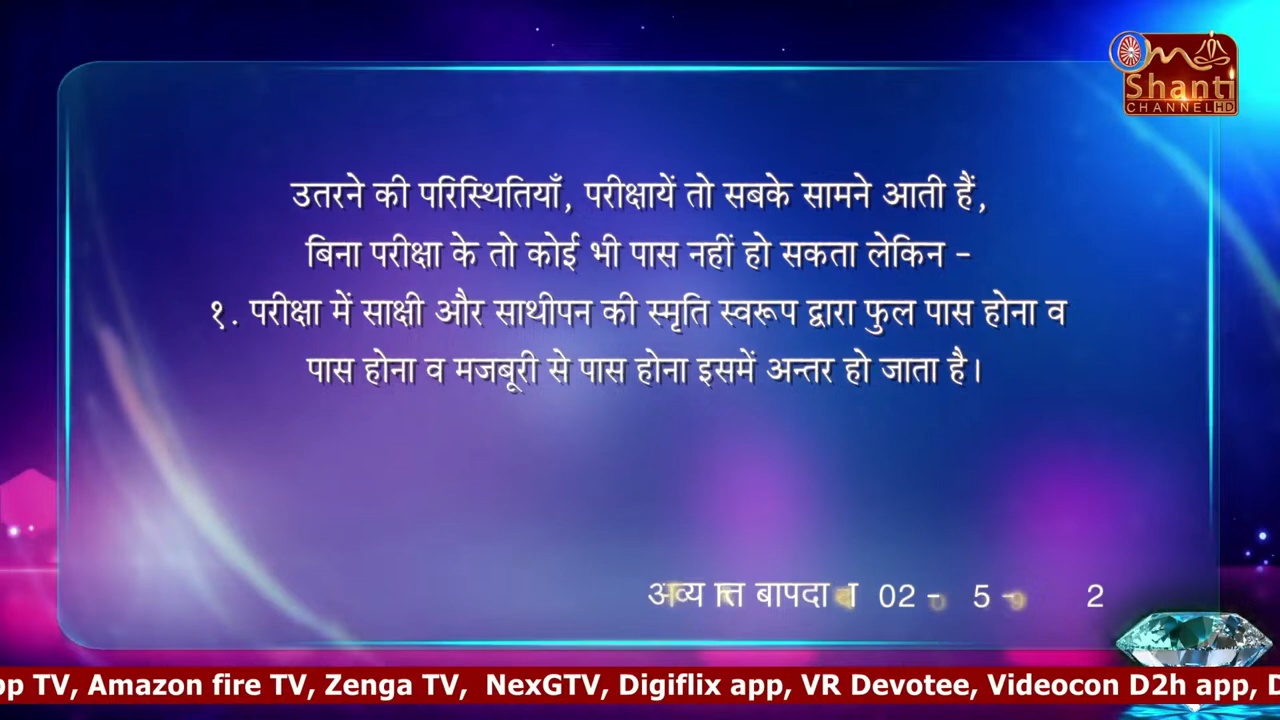 Om
Shanti
CHANNEL HD
उतरने की परिस्थितियाँ, परीक्षायें तो सबके सामने आती हैं,
बिना परीक्षा के तो कोई भी पास नहीं हो सकता लेकिन –
१. परीक्षा में साक्षी और साथीपन की स्मृति स्वरूप द्वारा फुल पास होना व
पास होना व मजबूरी से पास होना इसमें अन्तर हो जाता है।
02 - 5 - 2
TV, Amazon fire TV, Zenga TV, NexGTV, Digiflix app, VR Devotee, Videocon D2h app,